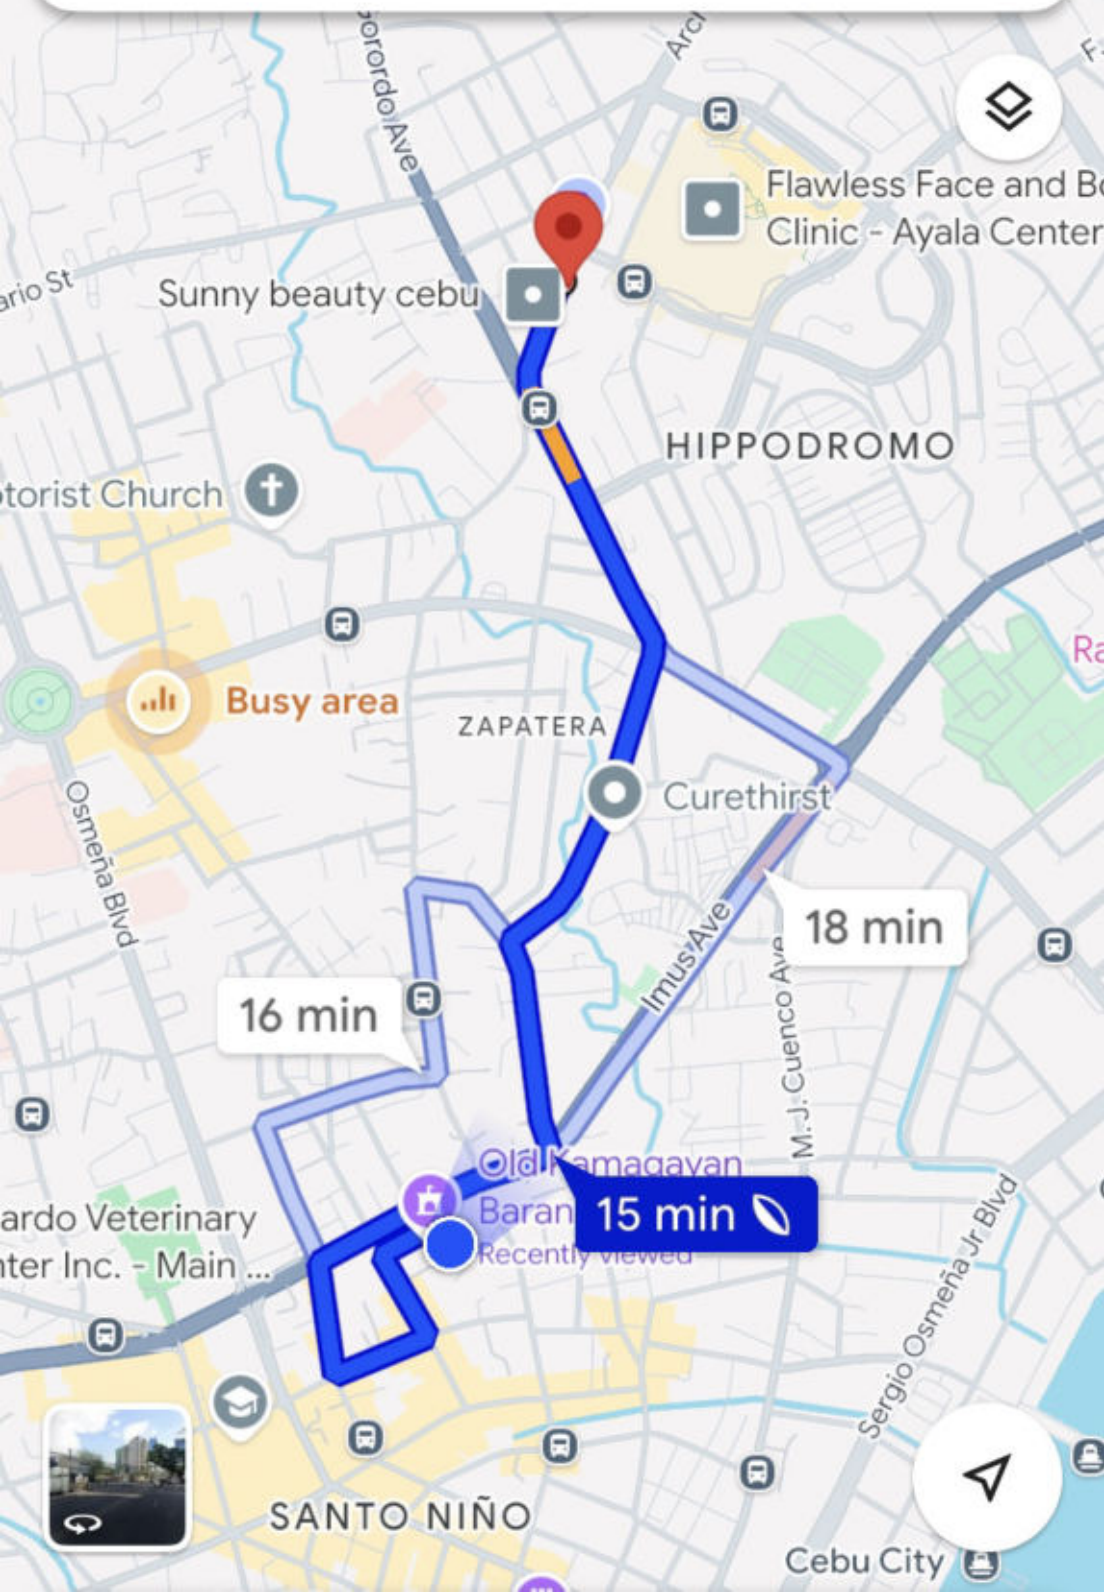 Gorordo Ave
Arch
F.
Flawless Face and Bo
Clinic - Ayala Center
ario St
Sunny beauty cebu
HIPPODROMO
otorist Church
Busy area
ZAPATERA
Ra
Curethirst
Osmeña Blvd
18 min
Imus Ave
M. J. Cuenco Ave
16 min
Old Kamagayan
Baran
Recently viewed
15 min
ardo Veterinary
nter Inc. - Main ...
Sergio Osmeña Jr Blvd
SANTO NIÑO
Cebu City